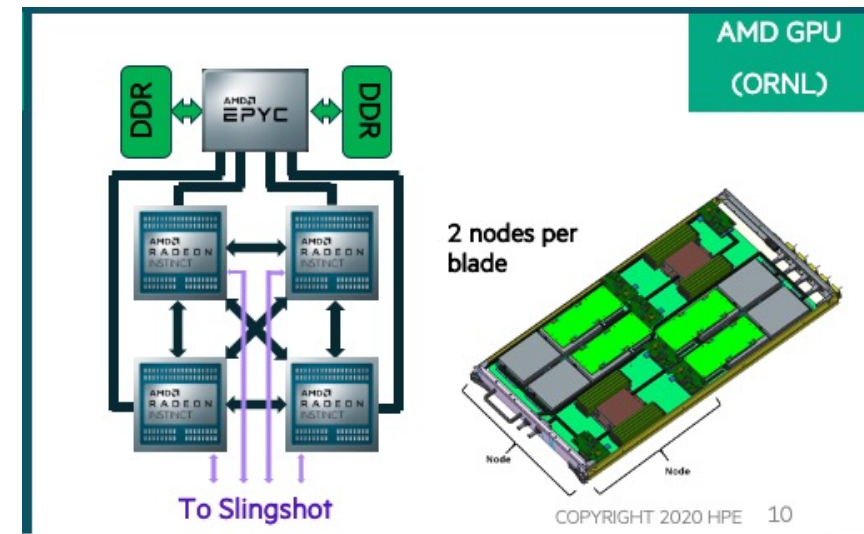 AMD GPU
(ORNL)
DDR
AMD
EPYC
DDR
AMD
RADEON
INSTINCT
AMD
RADEON
INSTINCT
2 nodes per
blade
AMD
RADEON
INSTINCT
AMD
RADEON
INSTINCT
Node
Node
To Slingshot
COPYRIGHT 2020 HPE 10